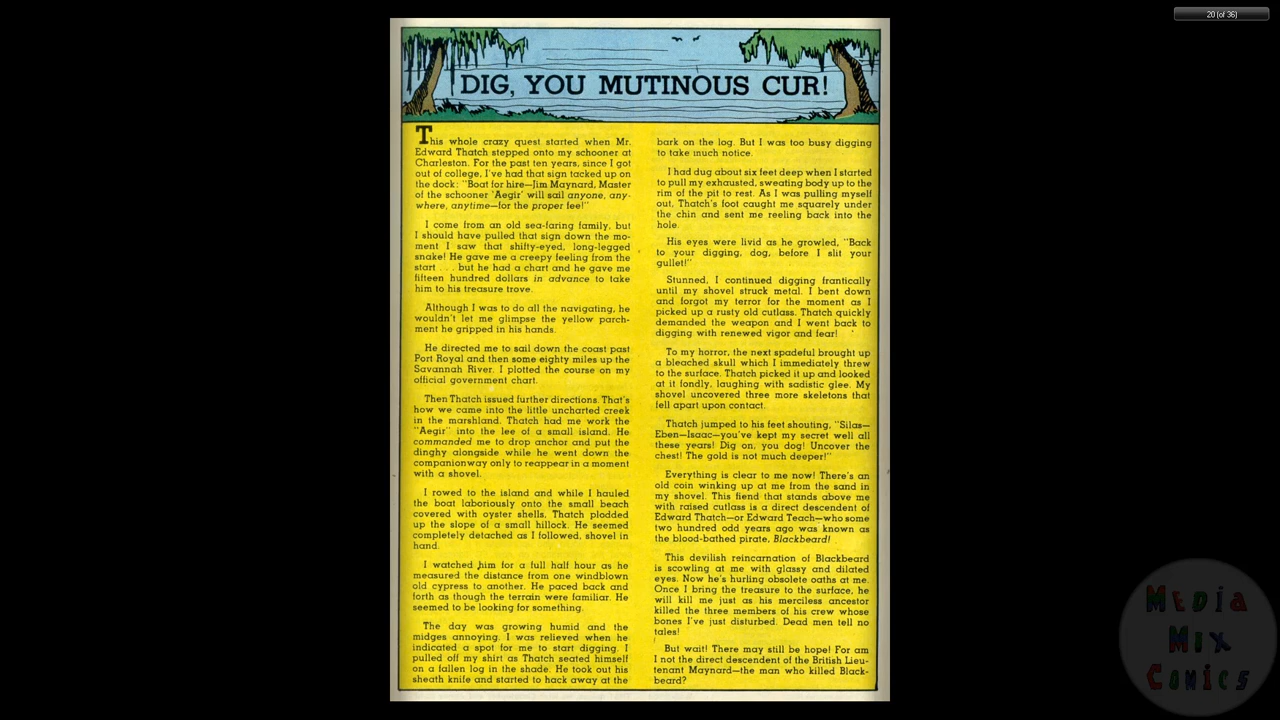 20 (of 36)
DIG, YOU MUTINOUS CUR!
This whole crazy quest started when Mr.
Edward Thatch stepped onto my schooner at
Charleston. For the past ten years, since I got
out of college, I've had that sign tacked up on
the dock: "Boat for hire—Jim Maynard, Master
of the schooner 'Aegir' will sail anyone, any-
where, anytime—for the proper fee!"
I come from an old sea-faring family, but
I should have pulled that sign down the mo-
ment I saw that shifty-eyed, long-legged
snake! He gave me a creepy feeling from the
start . . . but he had a chart and he gave me
fifteen hundred dollars in advance to take
him to his treasure trove.
Although I was to do all the navigating, he
wouldn't let me glimpse the yellow parch-
ment he gripped in his hands.
He directed me to sail down the coast past
Port Royal and then some eighty miles up the
Savannah River. I plotted the course on my
official government chart.
Then Thatch issued further directions. That's
how we came into the little uncharted creek
in the marshland. Thatch had me work the
"Aegir" into the lee of a small island. He
commanded me to drop anchor and put the
dinghy alongside while he went down the
companionway only to reappear in a moment
with a shovel.
I rowed to the island and while I hauled
the boat laboriously onto the small beach
covered with oyster shells, Thatch plodded
up the slope of a small hillock. He seemed
completely detached as I followed, shovel in
hand.
I watched him for a full half hour as he
measured the distance from one windblown
old cypress to another. He paced back and
forth as though the terrain were familiar. He
seemed to be looking for something.
The day was growing humid and the
midges annoying. I was relieved when he
indicated a spot for me to start digging. I
pulled off my shirt as Thatch seated himself
on a fallen log in the shade. He took out his
sheath knife and started to hack away at the
bark on the log. But I was too busy digging
to take much notice.
I had dug about six feet deep when I started
to pull my exhausted, sweating body up to the
rim of the pit to rest. As I was pulling myself
out, Thatch's foot caught me squarely under
the chin and sent me reeling back into the
hole.
His eyes were livid as he growled, "Back
to your digging, dog, before I slit your
gullet!"
Stunned, I continued digging frantically
until my shovel struck metal. I bent down
and forgot my terror for the moment as I
picked up a rusty old cutlass. Thatch quickly
demanded the weapon and I went back to
digging with renewed vigor and fear!
To my horror, the next spadeful brought up
a bleached skull which I immediately threw
to the surface. Thatch picked it up and looked
at it fondly, laughing with sadistic glee. My
shovel uncovered three more skeletons that
fell apart upon contact.
Thatch jumped to his feet shouting, "Silas—
Eben—Isaac—you've kept my secret well all
these years! Dig on, you dog! Uncover the
chest! The gold is not much deeper!"
Everything is clear to me now! There's an
old coin winking up at me from the sand in
my shovel. This fiend that stands above me
with raised cutlass is a direct descendent of
Edward Thatch—or Edward Teach—who some
two hundred odd years ago was known as
the blood-bathed pirate, Blackbeard!
This devilish reincarnation of Blackbeard
is scowling at me with glassy and dilated
eyes. Now he's hurling obsolete oaths at me.
Once I bring the treasure to the surface, he
will kill me just as his merciless ancestor
killed the three members of his crew whose
bones I've just disturbed. Dead men tell no
tales!
But wait! There may still be hope! For am
I not the direct descendent of the British Lieu-
tenant Maynard—the man who killed Black-
beard?
MEDIA
MIX
COMICS